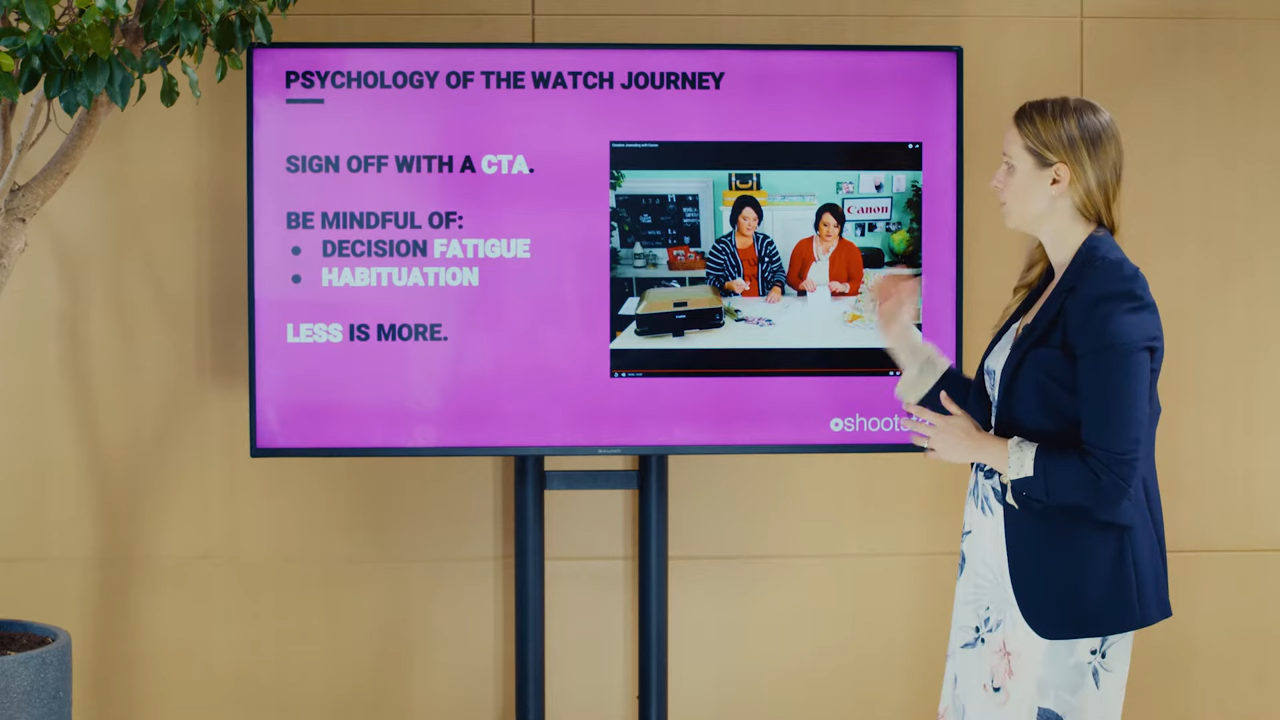 PSYCHOLOGY OF THE WATCH JOURNEY
SIGN OFF WITH A CTA.
BE MINDFUL OF:
• DECISION FATIGUE
• HABITUATION
LESS IS MORE.
Canon